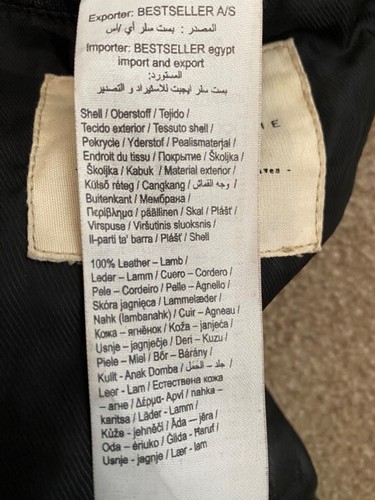 Exporter: BESTSELLER A/S
المصدر : بست سلر أي /أس
Importer: BESTSELLER egypt
import and export
المستورد:
بست سلر ايجبت للاستيراد و التصدير
Shell / Oberstoff / Tejido /
Tecido exterior / Tessuto shell /
Pokrycie / Yderstof / Pealismaterjal /
Endroit du tissu / Покрытие / Školjka /
Školjka / Kabuk / Material exterior /
Külső réteg / Cangkang / وجه القماش /
Buitenkant / Мембрана /
Περίβλημα / päällinen / Skal / Plášť /
Virspuse / Viršutinis sluoksnis /
Il-parti ta' barra / Plášť / Shell
100% Leather – Lamb /
Leder – Lamm / Cuero – Cordero /
Pele – Cordeiro / Pelle – Agnello /
Skóra jagnięca / Lammelæder /
Nahk (lambanahk) / Cuir – Agneau /
Кожа – ягнёнок / Koža – janjeća /
Usnje – jagnječje / Deri – Kuzu /
Piele – Miel / Bőr – Bárány /
Kulit - Anak Domba / جلد – الحَمَل /
Leer - Lam / Естествена кожа
– агне / Δέρμα- Αρνί / nahka –
karitsa / Läder - Lamm /
Kůže - jehněčí / Āda — jēra /
Oda – ėriuko / Ġilda - Ħaruf /
Usnje - jagnje / Lær - lam
H E